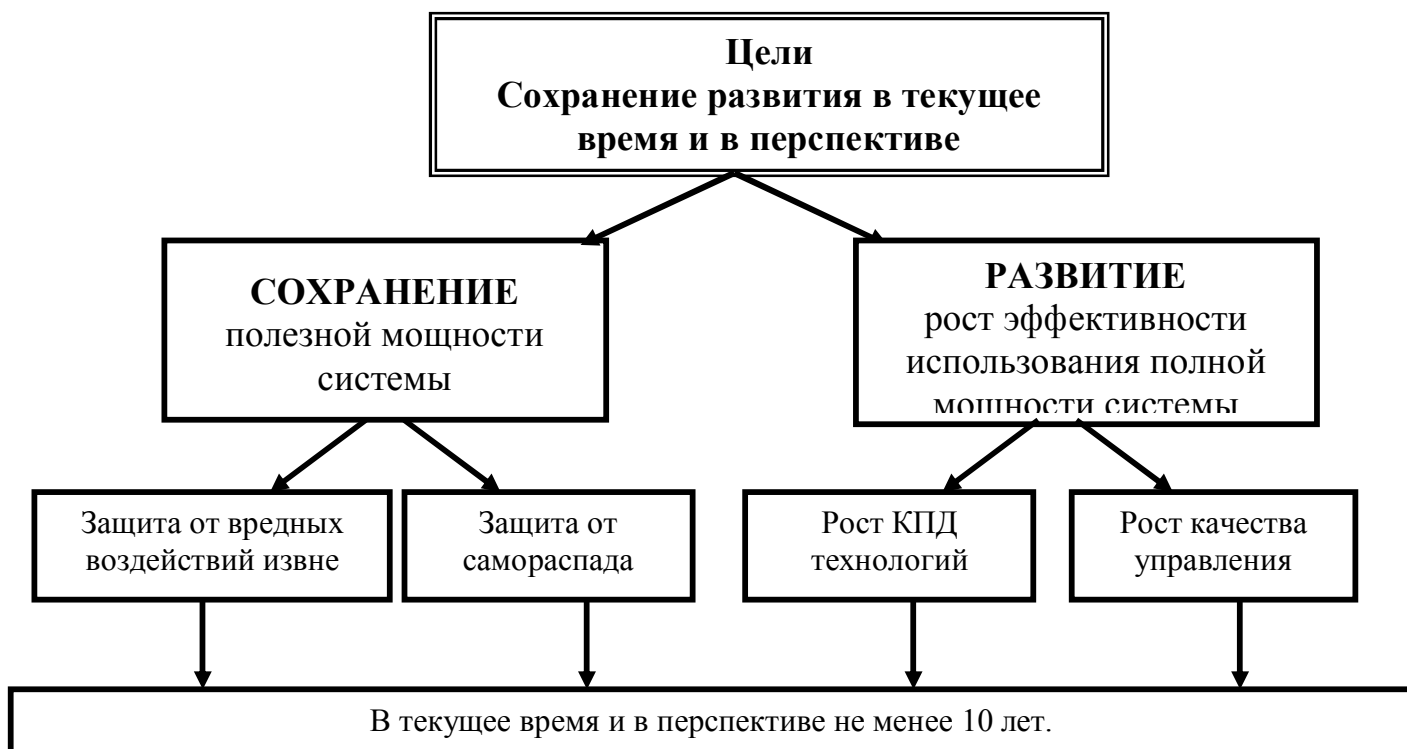 Цели
Сохранение развития в текущее
время и в перспективе
СОХРАНЕНИЕ
полезной мощности
системы
РАЗВИТИЕ
рост эффективности
использования полной
мощности системы
Защита от вредных
воздействий извне
Защита от
самораспада
Рост КПД
технологий
Рост качества
управления
В текущее время и в перспективе не менее 10 лет.